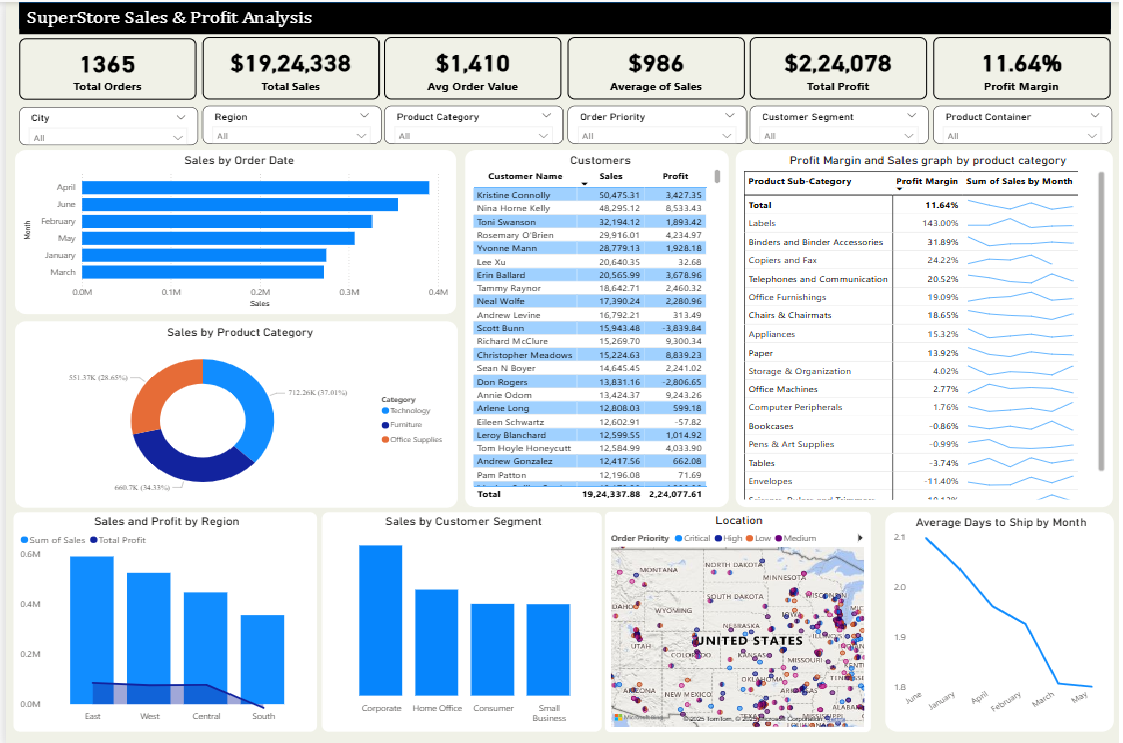 SuperStore Sales & Profit Analysis
1365
Total Orders
$19,24,338
Total Sales
$1,410
Avg Order Value
$986
Average of Sales
$2,24,078
Total Profit
11.64%
Profit Margin
City
All
Region
All
Product Category
All
Order Priority
All
Customer Segment
All
Product Container
All
Sales by Order Date
Month
April
June
February
May
January
March
0.0M 0.1M 0.2M 0.3M 0.4M
Sales
Customers
Customer Name Sales Profit
Kristine Connolly 50,475.31 3,427.35
Nina Horne Kelly 48,295.12 8,533.43
Toni Swanson 32,194.12 1,893.42
Rosemary O'Brien 29,916.01 4,234.97
Yvonne Mann 28,779.13 1,928.18
Lee Xu 20,640.35 32.68
Erin Ballard 20,565.99 3,678.96
Tammy Raynor 18,642.71 2,460.32
Neal Wolfe 17,390.24 2,280.96
Andrew Levine 16,792.21 313.49
Scott Bunn 15,943.48 -3,839.84
Richard McClure 15,269.70 9,300.34
Christopher Meadows 15,224.63 8,839.23
Sean N Boyer 14,645.45 2,241.02
Don Rogers 13,831.16 -2,806.65
Annie Odom 13,424.37 9,243.26
Arlene Long 12,808.03 599.18
Eileen Schwartz 12,602.91 -57.82
Leroy Blanchard 12,599.55 1,014.92
Tom Hoyle Honeycutt 12,584.99 4,033.90
Andrew Gonzalez 12,417.56 662.08
Pam Patton 12,196.08 71.69
Total 19,24,337.88 2,24,077.61
Profit Margin and Sales graph by product category
Product Sub-Category Profit Margin Sum of Sales by Month
Total 11.64%
Labels 143.00%
Binders and Binder Accessories 31.89%
Copiers and Fax 24.22%
Telephones and Communication 20.52%
Office Furnishings 19.09%
Chairs & Chairmats 18.65%
Appliances 15.32%
Paper 13.92%
Storage & Organization 4.02%
Office Machines 2.77%
Computer Peripherals 1.76%
Bookcases -0.86%
Pens & Art Supplies -0.99%
Tables -3.74%
Envelopes -11.40%
Sales by Product Category
551.37K (28.65%)
712.26K (37.01%)
660.7K (34.33%)
Category
Technology
Furniture
Office Supplies
Sales and Profit by Region
Sum of Sales Total Profit
0.6M
0.4M
0.2M
0.0M
East West Central South
Sales by Customer Segment
Corporate Home Office Consumer Small Business
Location
Order Priority Critical High Low Medium
MONTANA
NORTH DAKOTA
MINNESOTA
SOUTH DAKOTA
WYOMING
NEBRASKA
UNITED STATES
UTAH
KANSAS
MISSOURI
OKLAHOMA
NEW MEXICO
Average Days to Ship by Month
2.1
2.0
1.9
1.8
June January April February March May